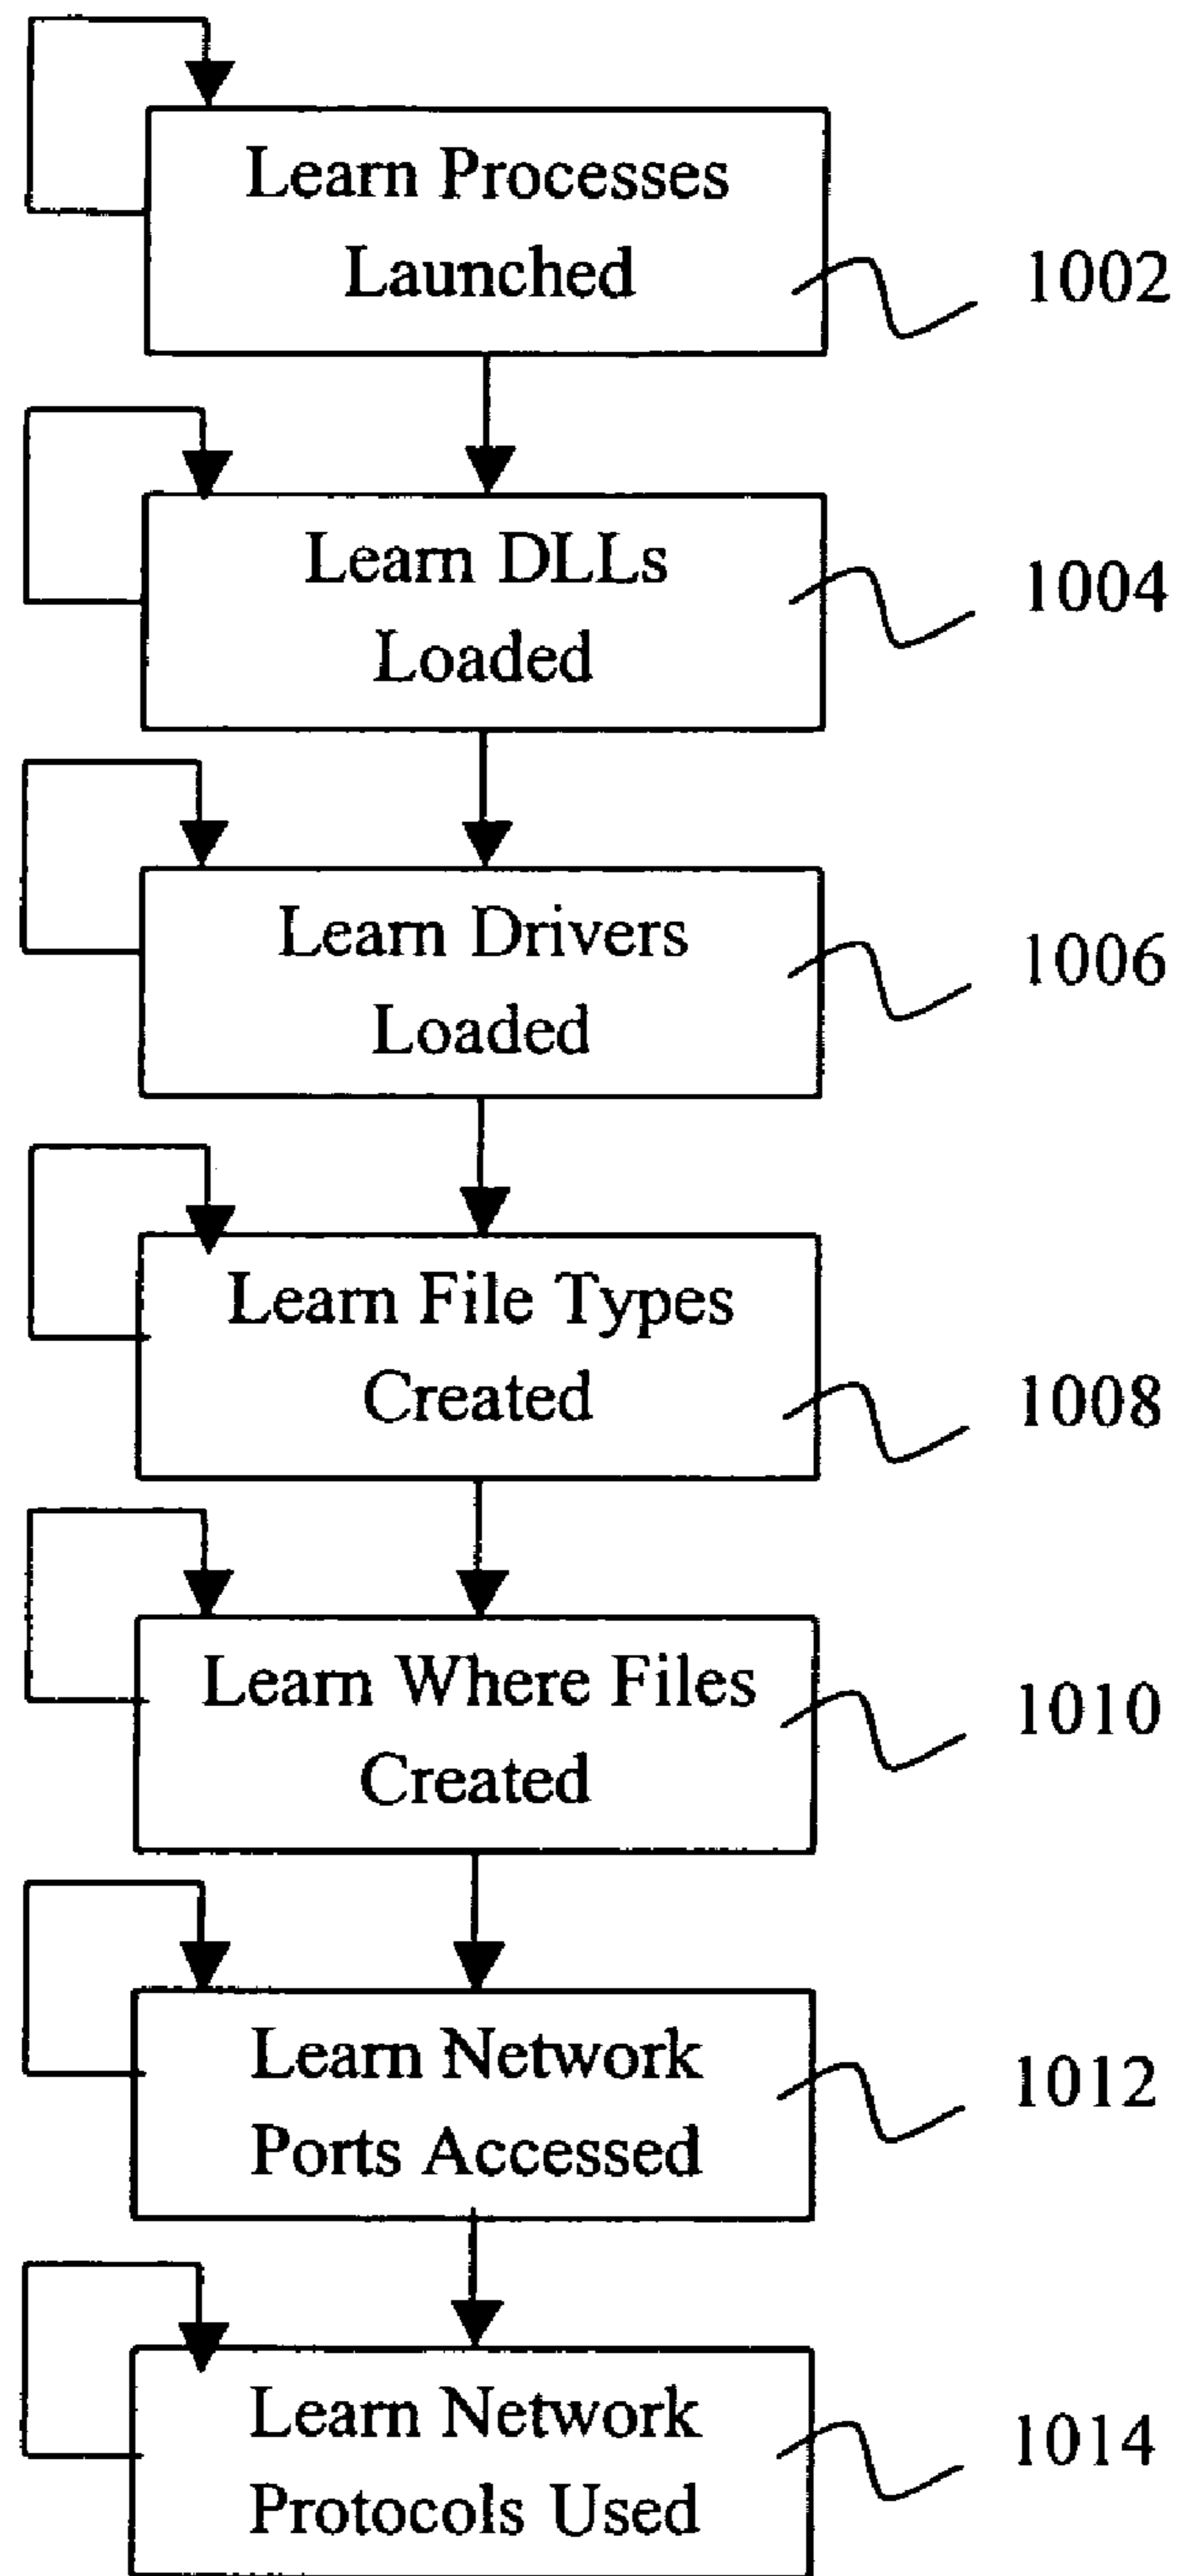 Learn Processes
Launched
1002
Learn DLLs
Loaded
1004
Learn Drivers
Loaded
1006
Learn File Types
Created
1008
Learn Where Files
Created
1010
Learn Network
Ports Accessed
1012
Learn Network
Protocols Used
1014